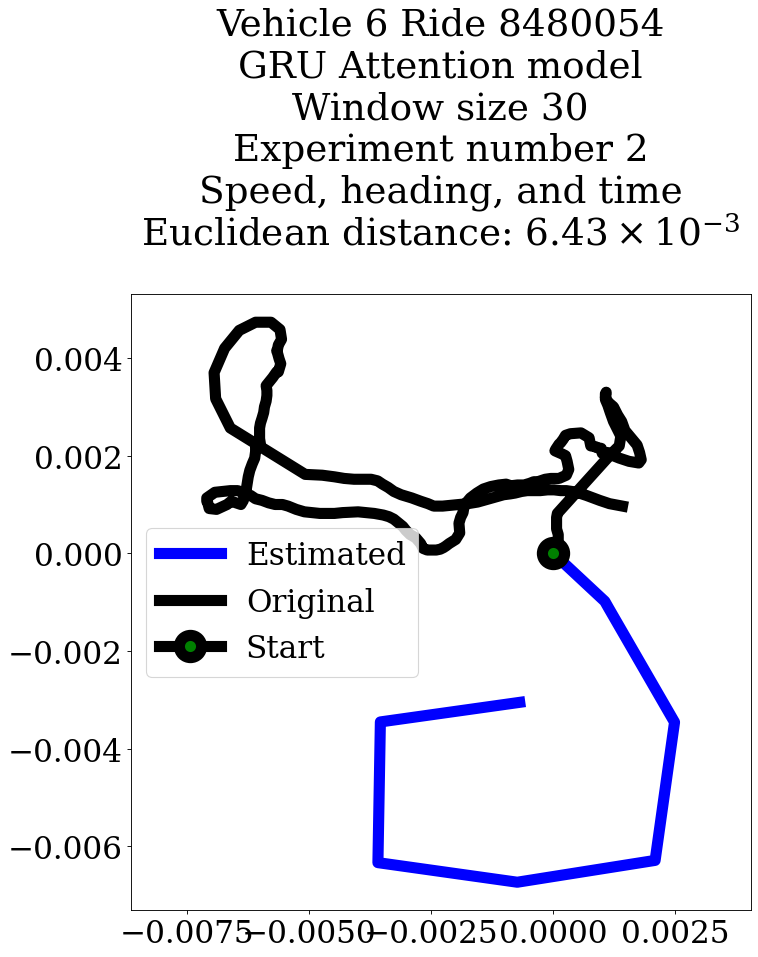 Vehicle 6 Ride 8480054
GRU Attention model
Window size 30
Experiment number 2
Speed, heading, and time
Euclidean distance: 6.43 × 10⁻³
0.004
0.002
0.000
−0.002
−0.004
−0.006
Estimated
Original
Start
−0.0075 −0.0050 −0.0025 0.0000 0.0025